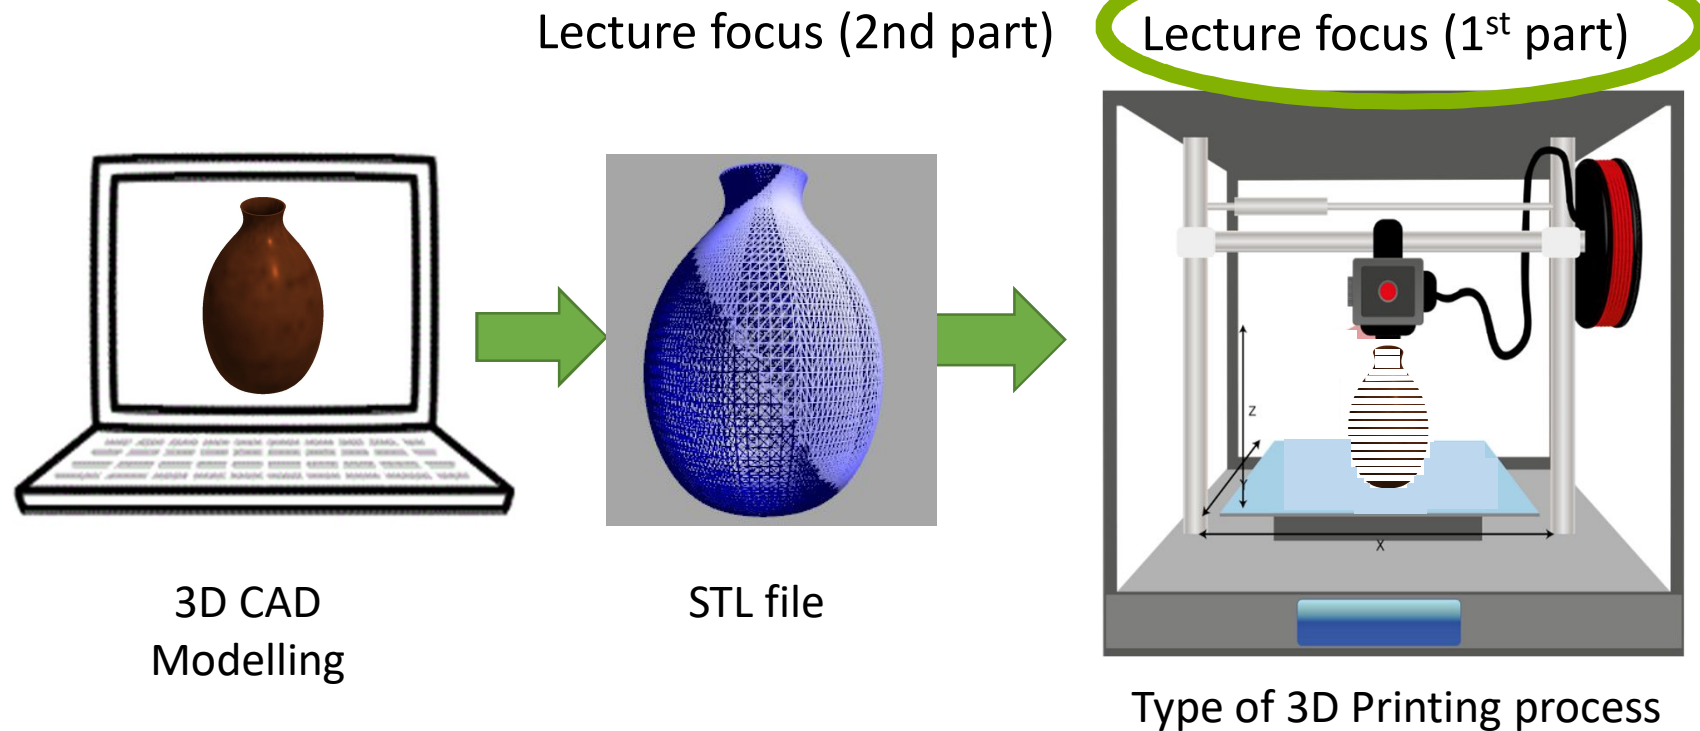 Lecture focus (2nd part)
Lecture focus (1st part)
Z
X
3D CAD
Modelling
STL file
Type of 3D Printing process